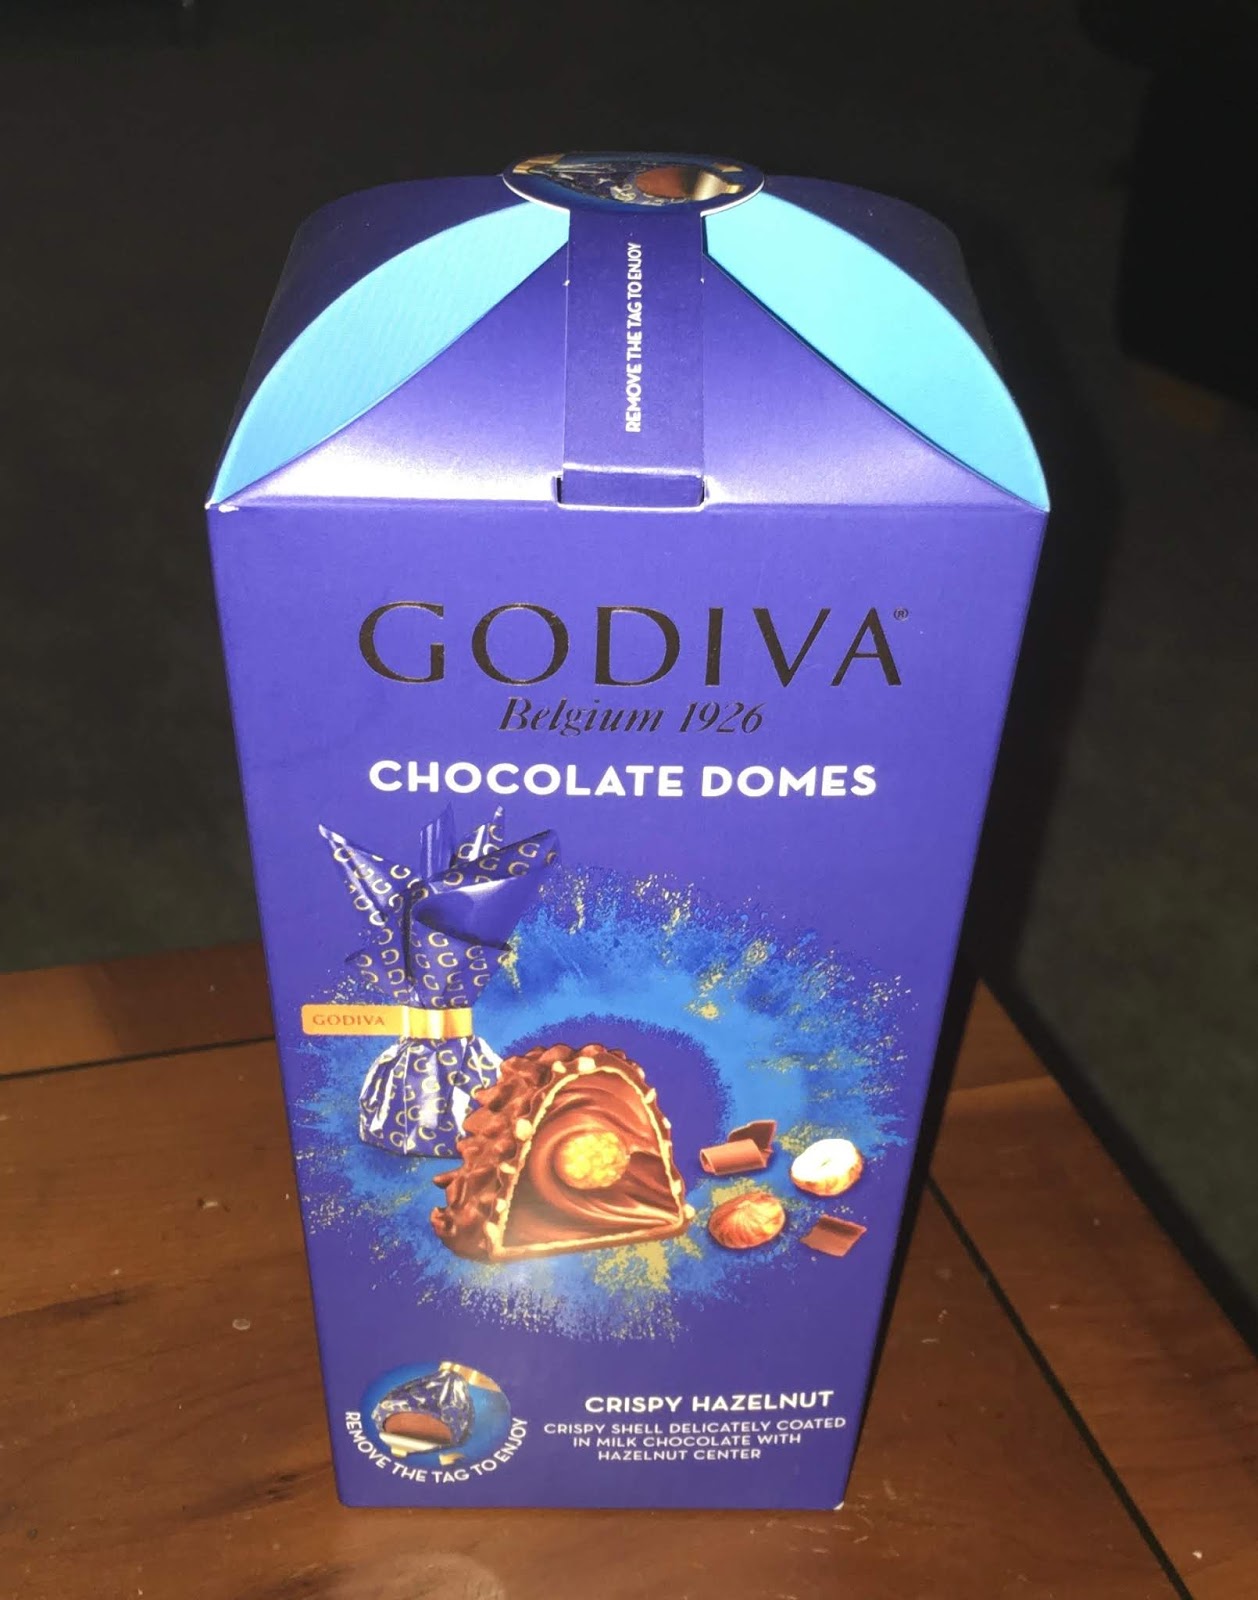 REMOVE THE TAG TO ENJOY
GODIVA®
Belgium 1926
CHOCOLATE DOMES
GODIVA
REMOVE THE TAG TO ENJOY
CRISPY HAZELNUT
CRISPY SHELL DELICATELY COATED
IN MILK CHOCOLATE WITH
HAZELNUT CENTER